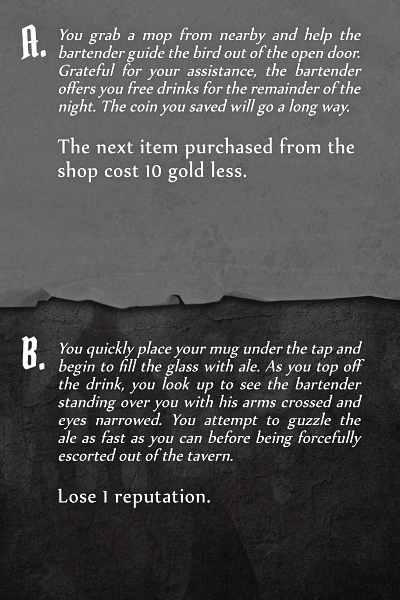 A. You grab a mop from nearby and help the
bartender guide the bird out of the open door.
Grateful for your assistance, the bartender
offers you free drinks for the remainder of the
night. The coin you saved will go a long way.
The next item purchased from the
shop cost 10 gold less.
B. You quickly place your mug under the tap and
begin to fill the glass with ale. As you top off
the drink, you look up to see the bartender
standing over you with his arms crossed and
eyes narrowed. You attempt to guzzle the
ale as fast as you can before being forcefully
escorted out of the tavern.
Lose 1 reputation.